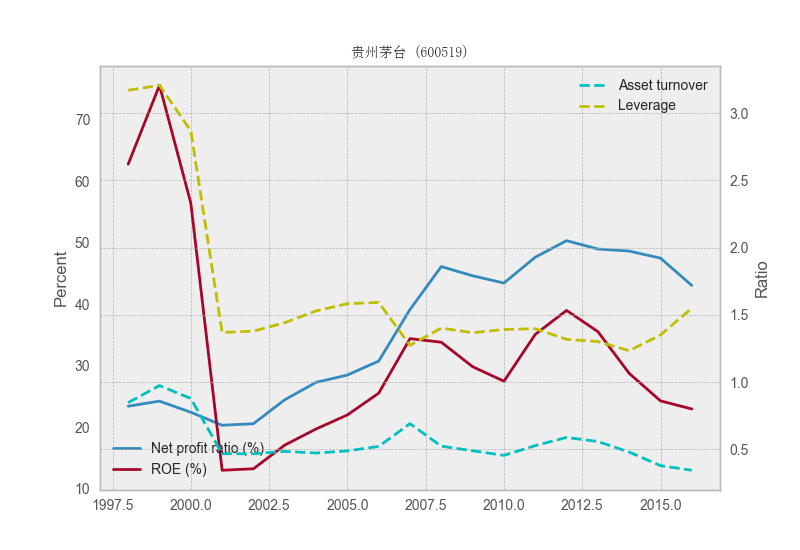 贵州茅台 (600519)
Asset turnover
Leverage
Percent
70
60
50
40
30
20
10
3.0
2.5
2.0
1.5
1.0
0.5
Ratio
Net profit ratio (%)
ROE (%)
1997.5 2000.0 2002.5 2005.0 2007.5 2010.0 2012.5 2015.0